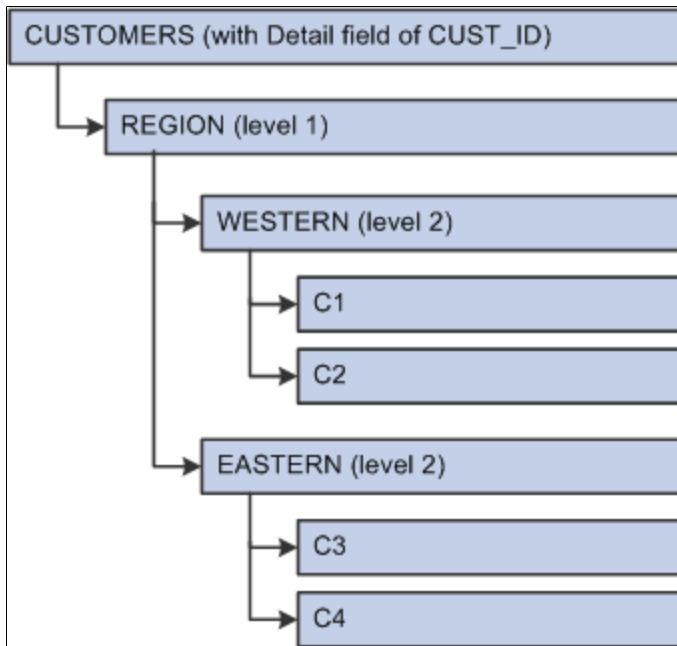 CUSTOMERS (with Detail field of CUST_ID)
REGION (level 1)
WESTERN (level 2)
C1
C2
EASTERN (level 2)
C3
C4